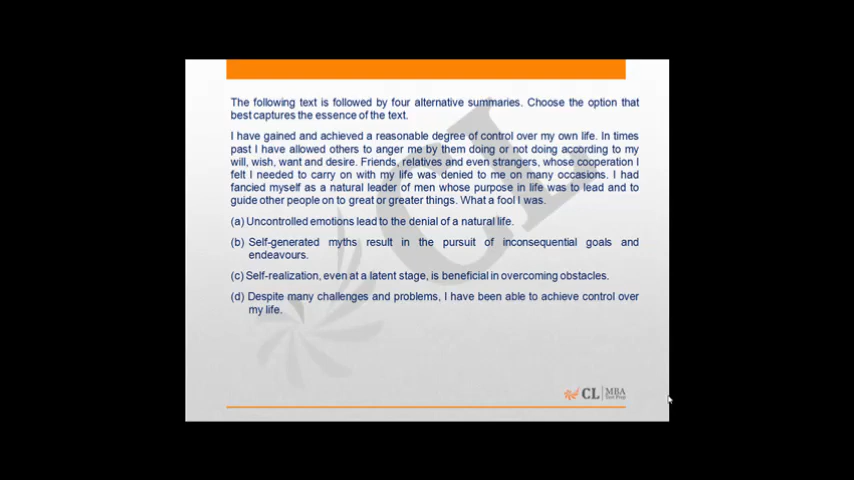 The following text is followed by four alternative summaries. Choose the option that
best captures the essence of the text.
I have gained and achieved a reasonable degree of control over my own life. In times
past I have allowed others to anger me by them doing or not doing according to my
will, wish, want and desire. Friends, relatives and even strangers, whose cooperation I
felt I needed to carry on with my life was denied to me on many occasions. I had
fancied myself as a natural leader of men whose purpose in life was to lead and to
guide other people on to great or greater things. What a fool I was.
(a) Uncontrolled emotions lead to the denial of a natural life.
(b) Self-generated myths result in the pursuit of inconsequential goals and
endeavours.
(c) Self-realization, even at a latent stage, is beneficial in overcoming obstacles.
(d) Despite many challenges and problems, I have been able to achieve control over
my life.
CL
CL MBA
Test Prep